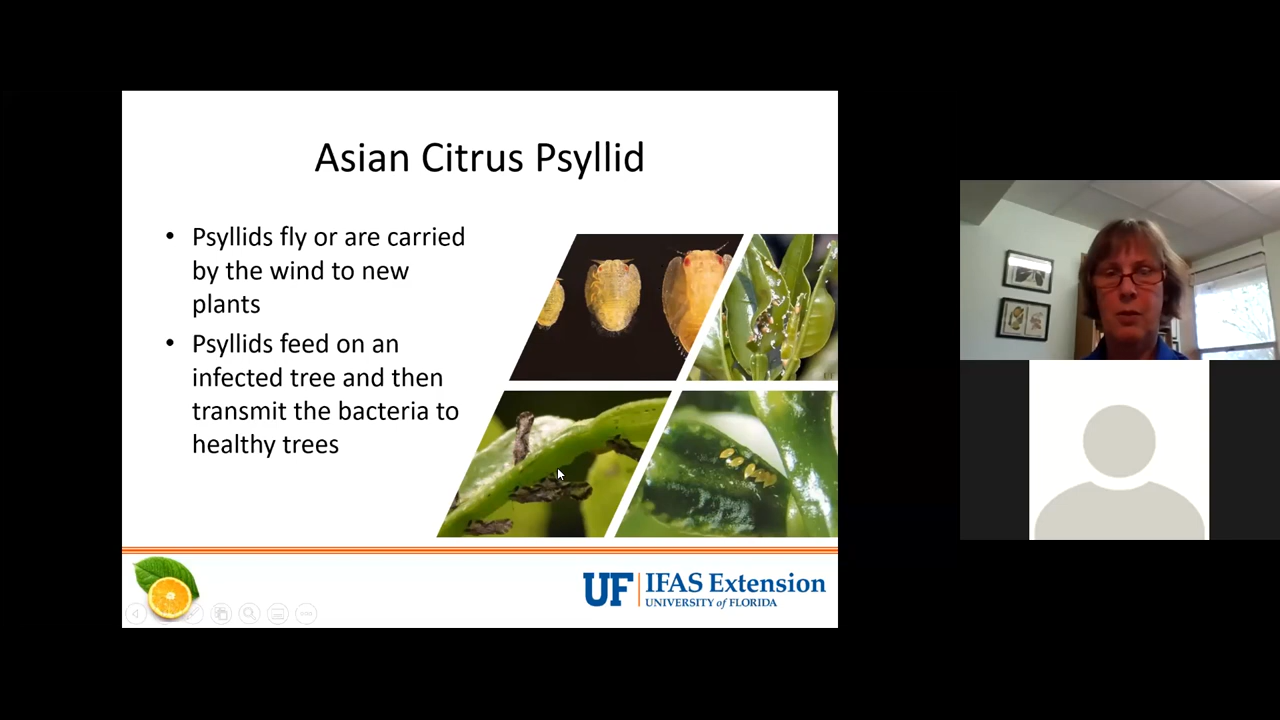 Asian Citrus Psyllid
• Psyllids fly or are carried
by the wind to new
plants
• Psyllids feed on an
infected tree and then
transmit the bacteria to
healthy trees
UF IFAS Extension
UNIVERSITY of FLORIDA